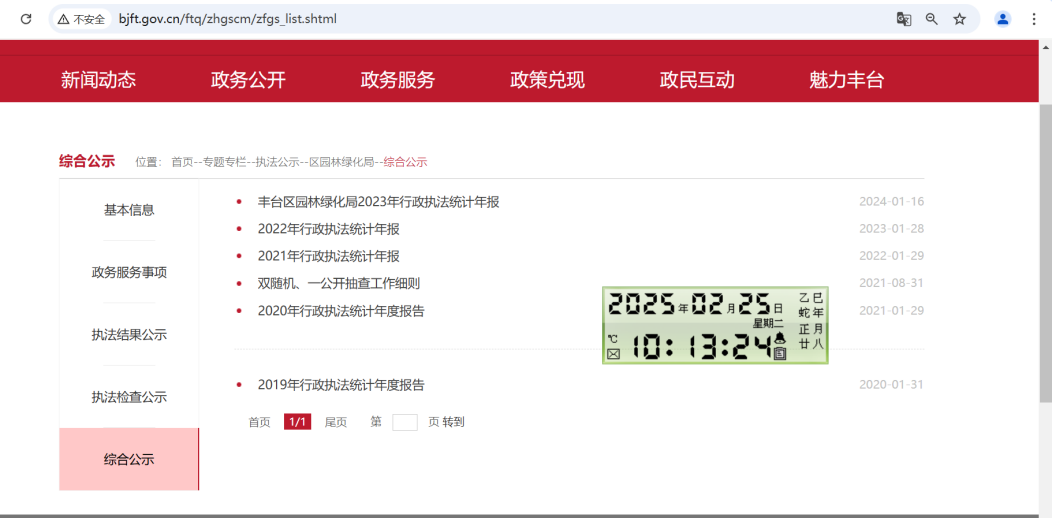 不安全 bjft.gov.cn/ftq/zhgscm/zfgs_list.shtml
新闻动态 政务公开 政务服务 政策兑现 政民互动 魅力丰台
综合公示 位置： 首页--专题专栏--执法公示--区园林绿化局--综合公示
基本信息
政务服务事项
执法结果公示
执法检查公示
综合公示
丰台区园林绿化局2023年行政执法统计年报 2024-01-16
2022年行政执法统计年报 2023-01-28
2021年行政执法统计年报 2022-01-29
双随机、一公开抽查工作细则 2021-08-31
2020年行政执法统计年度报告 2021-01-29
2019年行政执法统计年度报告 2020-01-31
首页 1/1 尾页 第 页 转到
2025年02月25日
星期二
℃ 10:13:24
乙巳
蛇年
正月
廿八